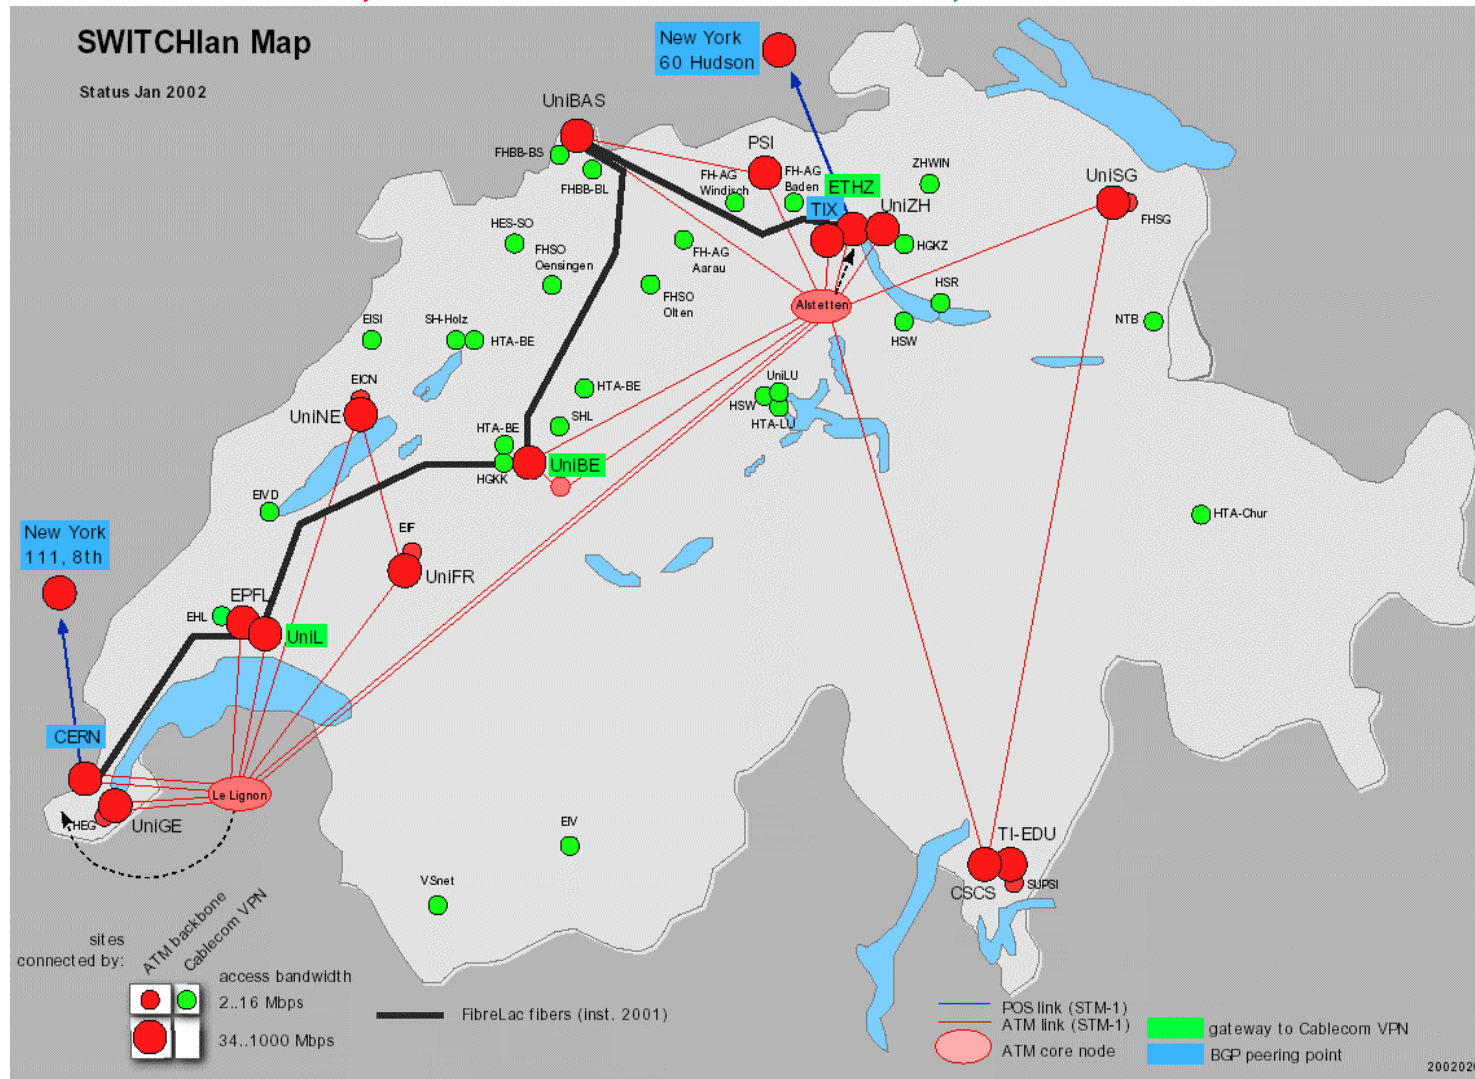 SWITCHlan Map
Status Jan 2002
New York
60 Hudson
UniBAS
PSI
FHBB-BS
FHBB-BL
FH-AG
Windisch
FH-AG
Baden
ETHZ
TIX
UniZH
ZHWIN
UniSG
FHSG
HES-SO
FHSO
Oensingen
FH-AG
Aarau
HGKZ
FHSO
Olten
HSR
Alstetten
HSW
NTB
EISI
SH-Holz
HTA-BE
EICN
UniNE
HTA-BE
SHL
UniLU
HSW
HTA-LU
HTA-BE
HGKK
UniBE
EIVD
HTA-Chur
New York
111, 8th
EIF
UniFR
EHL
EPFL
UniL
CERN
Le Lignon
HEG
UniGE
EIV
VSnet
TI-EDU
CSCS
SUPSI
sites
connected by:
ATM backbone
Cablecom VPN
access bandwidth
2..16 Mbps
34..1000 Mbps
FibreLac fibers (inst. 2001)
POS link (STM-1)
ATM link (STM-1)
ATM core node
gateway to Cablecom VPN
BGP peering point